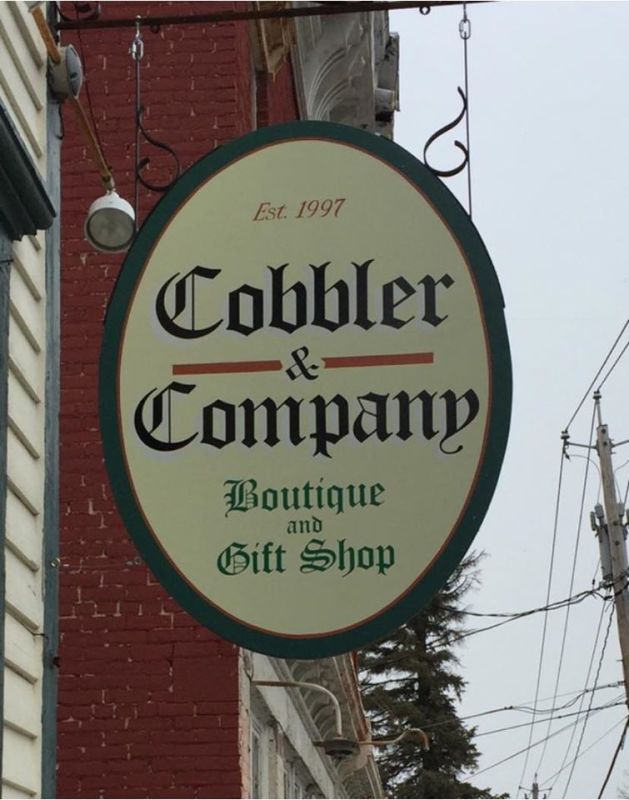 Est. 1997
Cobbler
&
Company
Boutique
and
Gift Shop